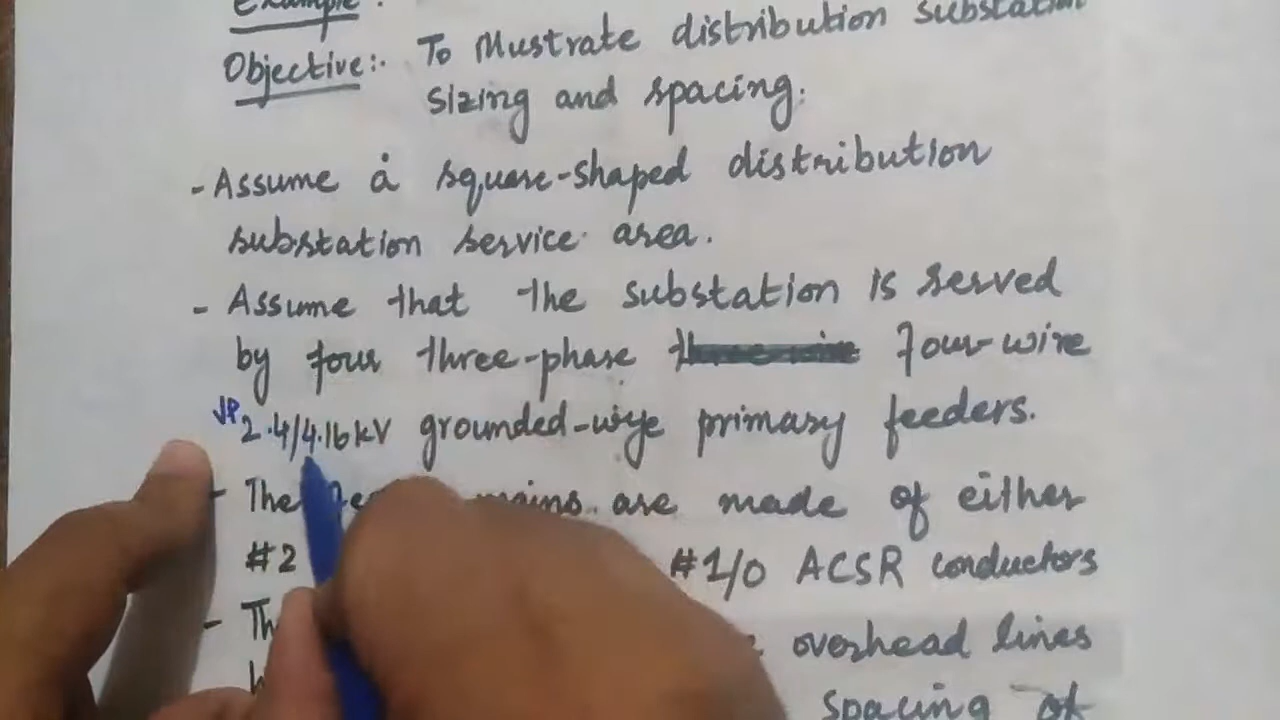 Example :
Objective:- To Illustrate distribution substation
sizing and spacing.
- Assume a square-shaped distribution
substation service area.
- Assume that the substation is served
by four three-phase four-wire
VP 2.4/4.16kV grounded-wye primary feeders.
- The mains are made of either
#2 #1/0 ACSR conductors
- overhead lines
spacing of